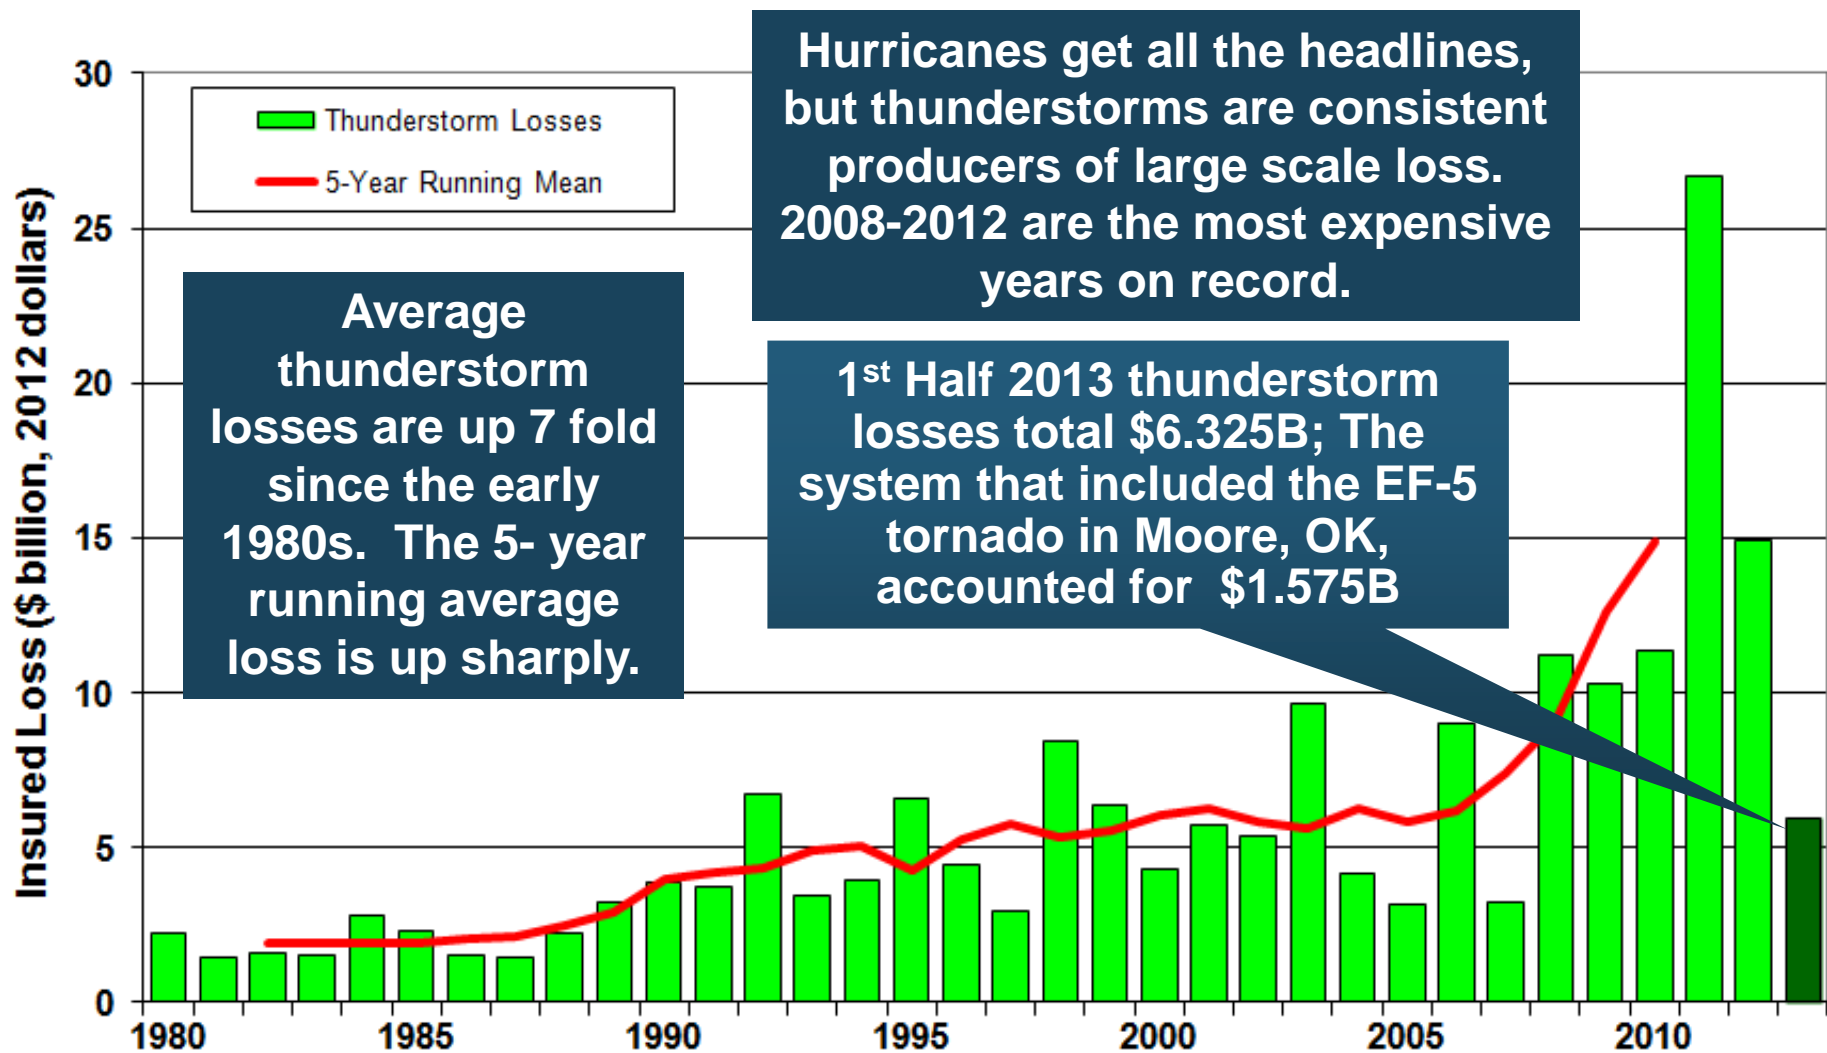 Hurricanes get all the headlines,
but thunderstorms are consistent
producers of large scale loss.
2008-2012 are the most expensive
years on record.
Thunderstorm Losses
5-Year Running Mean
Average
thunderstorm
losses are up 7 fold
since the early
1980s. The 5- year
running average
loss is up sharply.
1st Half 2013 thunderstorm
losses total $6.325B; The
system that included the EF-5
tornado in Moore, OK,
accounted for $1.575B
Insured Loss ($ billion, 2012 dollars)
30
25
20
15
10
5
0
1980 1985 1990 1995 2000 2005 2010